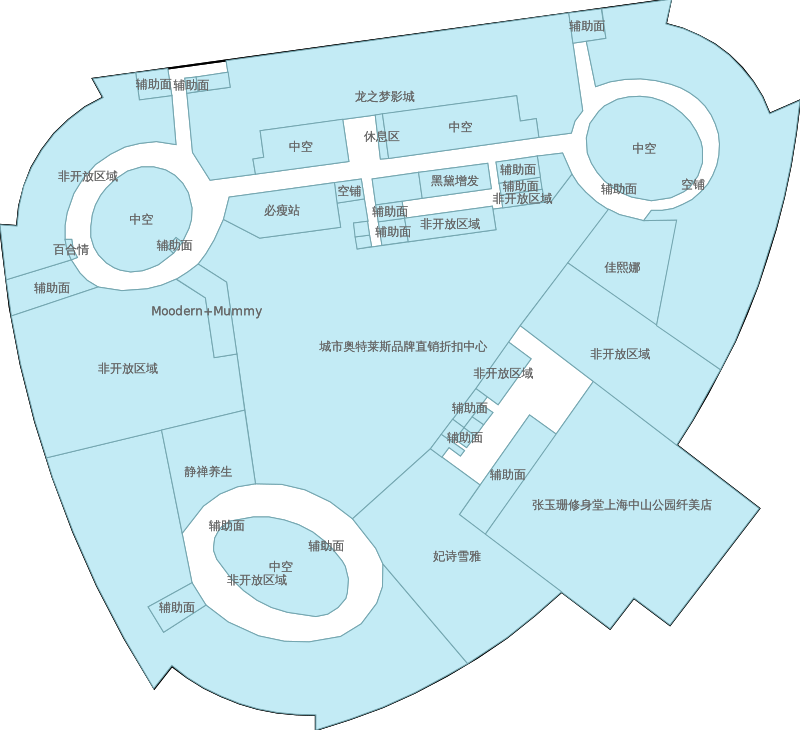 辅助面
辅助面
辅助面
龙之梦影城
中空
休息区
中空
中空
非开放区域
辅助面
辅助面
非开放区域
黑黛增发
空铺
必瘦站
辅助面
辅助面
非开放区域
辅助面
空铺
中空
辅助面
百合情
辅助面
佳熙娜
Moodern+Mummy
城市奥特莱斯品牌直销折扣中心
非开放区域
非开放区域
非开放区域
辅助面
辅助面
静禅养生
辅助面
张玉珊修身堂上海中山公园纤美店
辅助面
辅助面
妃诗雪雅
中空
非开放区域
辅助面